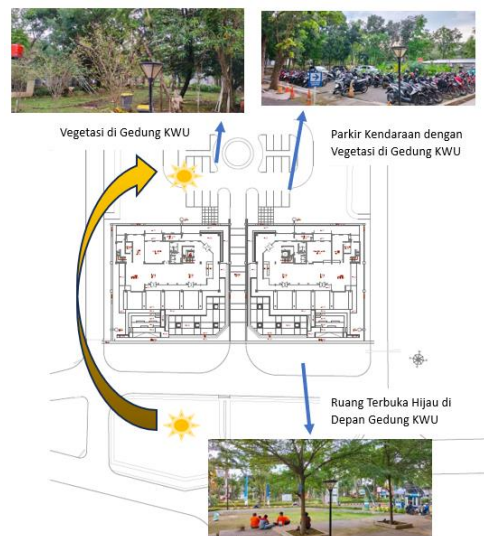 Vegetasi di Gedung KWU
Parkir Kendaraan dengan
Vegetasi di Gedung KWU
Ruang Terbuka Hijau di
Depan Gedung KWU